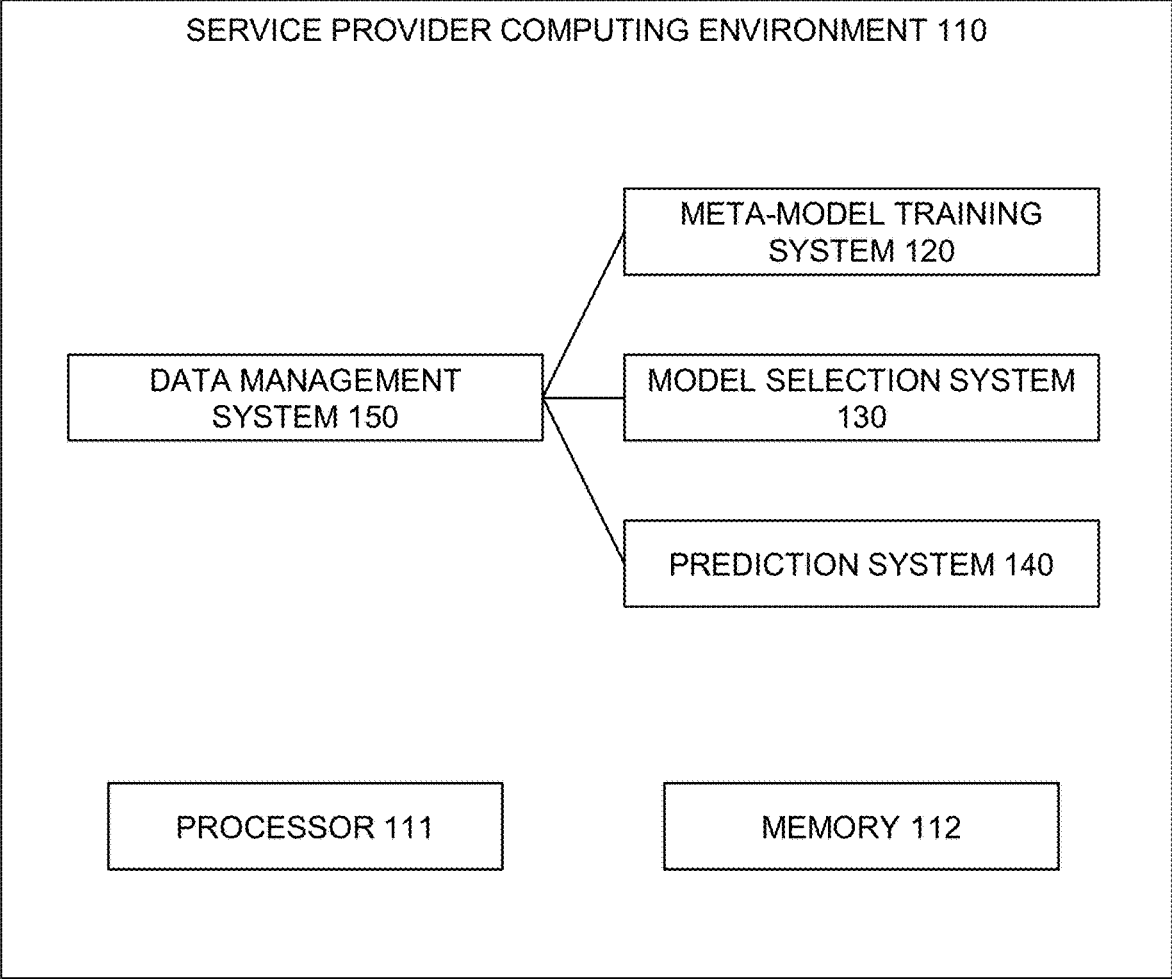 SERVICE PROVIDER COMPUTING ENVIRONMENT 110
META-MODEL TRAINING
SYSTEM 120
DATA MANAGEMENT
SYSTEM 150
MODEL SELECTION SYSTEM
130
PREDICTION SYSTEM 140
PROCESSOR 111
MEMORY 112